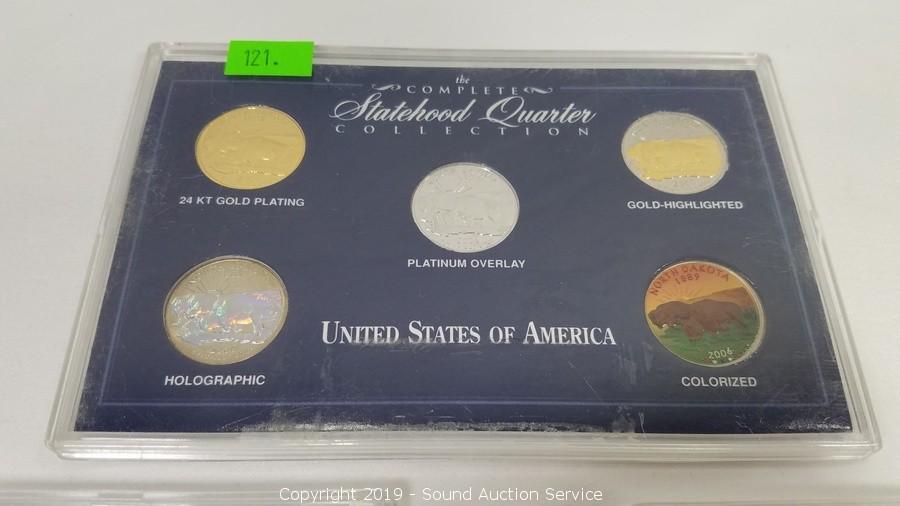 121.
the
COMPLETE
Statehood Quarter
COLLECTION
24 KT GOLD PLATING
GOLD-HIGHLIGHTED
PLATINUM OVERLAY
NORTH DAKOTA
1889
2006
UNITED STATES OF AMERICA
HOLOGRAPHIC
COLORIZED
Copyright 2019 - Sound Auction Service